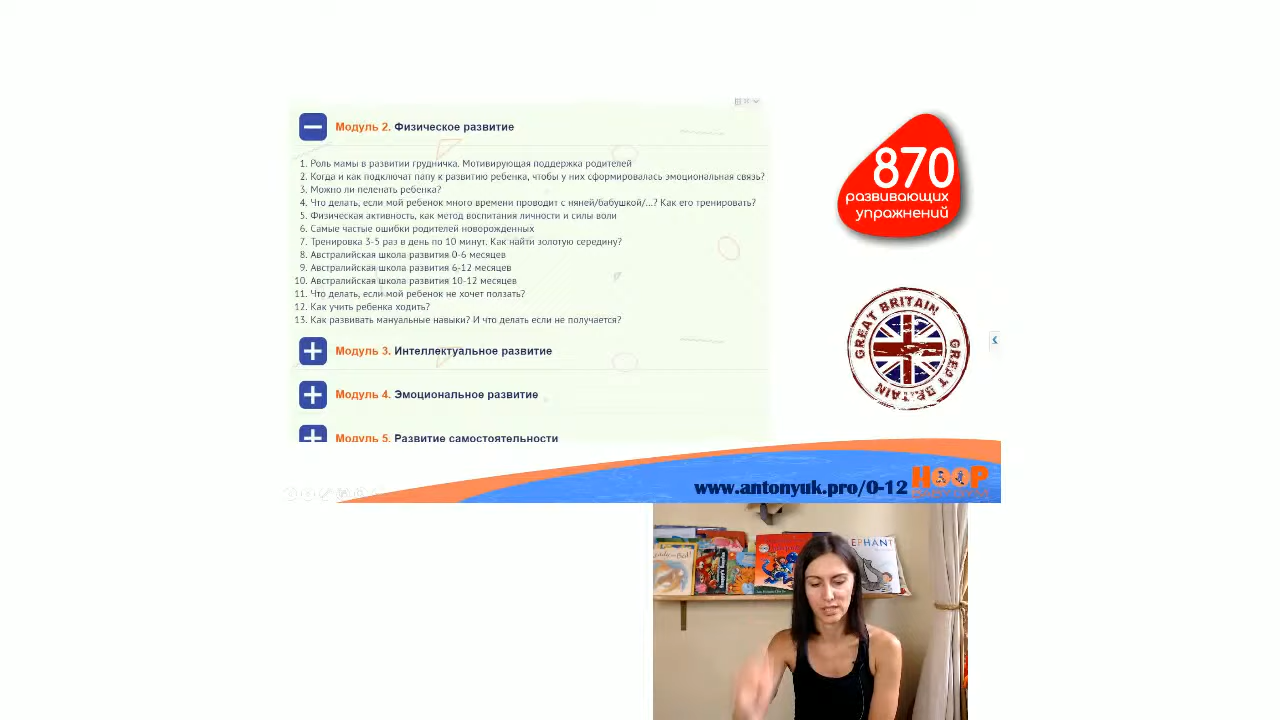 Модуль 2. Физическое развитие
1. Роль мамы в развитии грудничка. Мотивирующая поддержка родителей
2. Когда и как подключат папу к развитию ребенка, чтобы у них сформировалась эмоциональная связь?
3. Можно ли пеленать ребенка?
4. Что делать, если мой ребенок много времени проводит с няней/бабушкой/...? Как его тренировать?
5. Физическая активность, как метод воспитания личности и силы воли
6. Самые частые ошибки родителей новорожденных
7. Тренировка 3-5 раз в день по 10 минут. Как найти золотую середину?
8. Австралийская школа развития 0-6 месяцев
9. Австралийская школа развития 6-12 месяцев
10. Австралийская школа развития 10-12 месяцев
11. Что делать, если мой ребенок не хочет ползать?
12. Как учить ребенка ходить?
13. Как развивать мануальные навыки? И что делать если не получается?
Модуль 3. Интеллектуальное развитие
Модуль 4. Эмоциональное развитие
Модуль 5. Развитие самостоятельности
870
развивающих
упражнений
GREAT BRITAIN
GREAT BRITAIN
www.antonyuk.pro/0-12
HOOP
BABY GYM
ELEPHANT